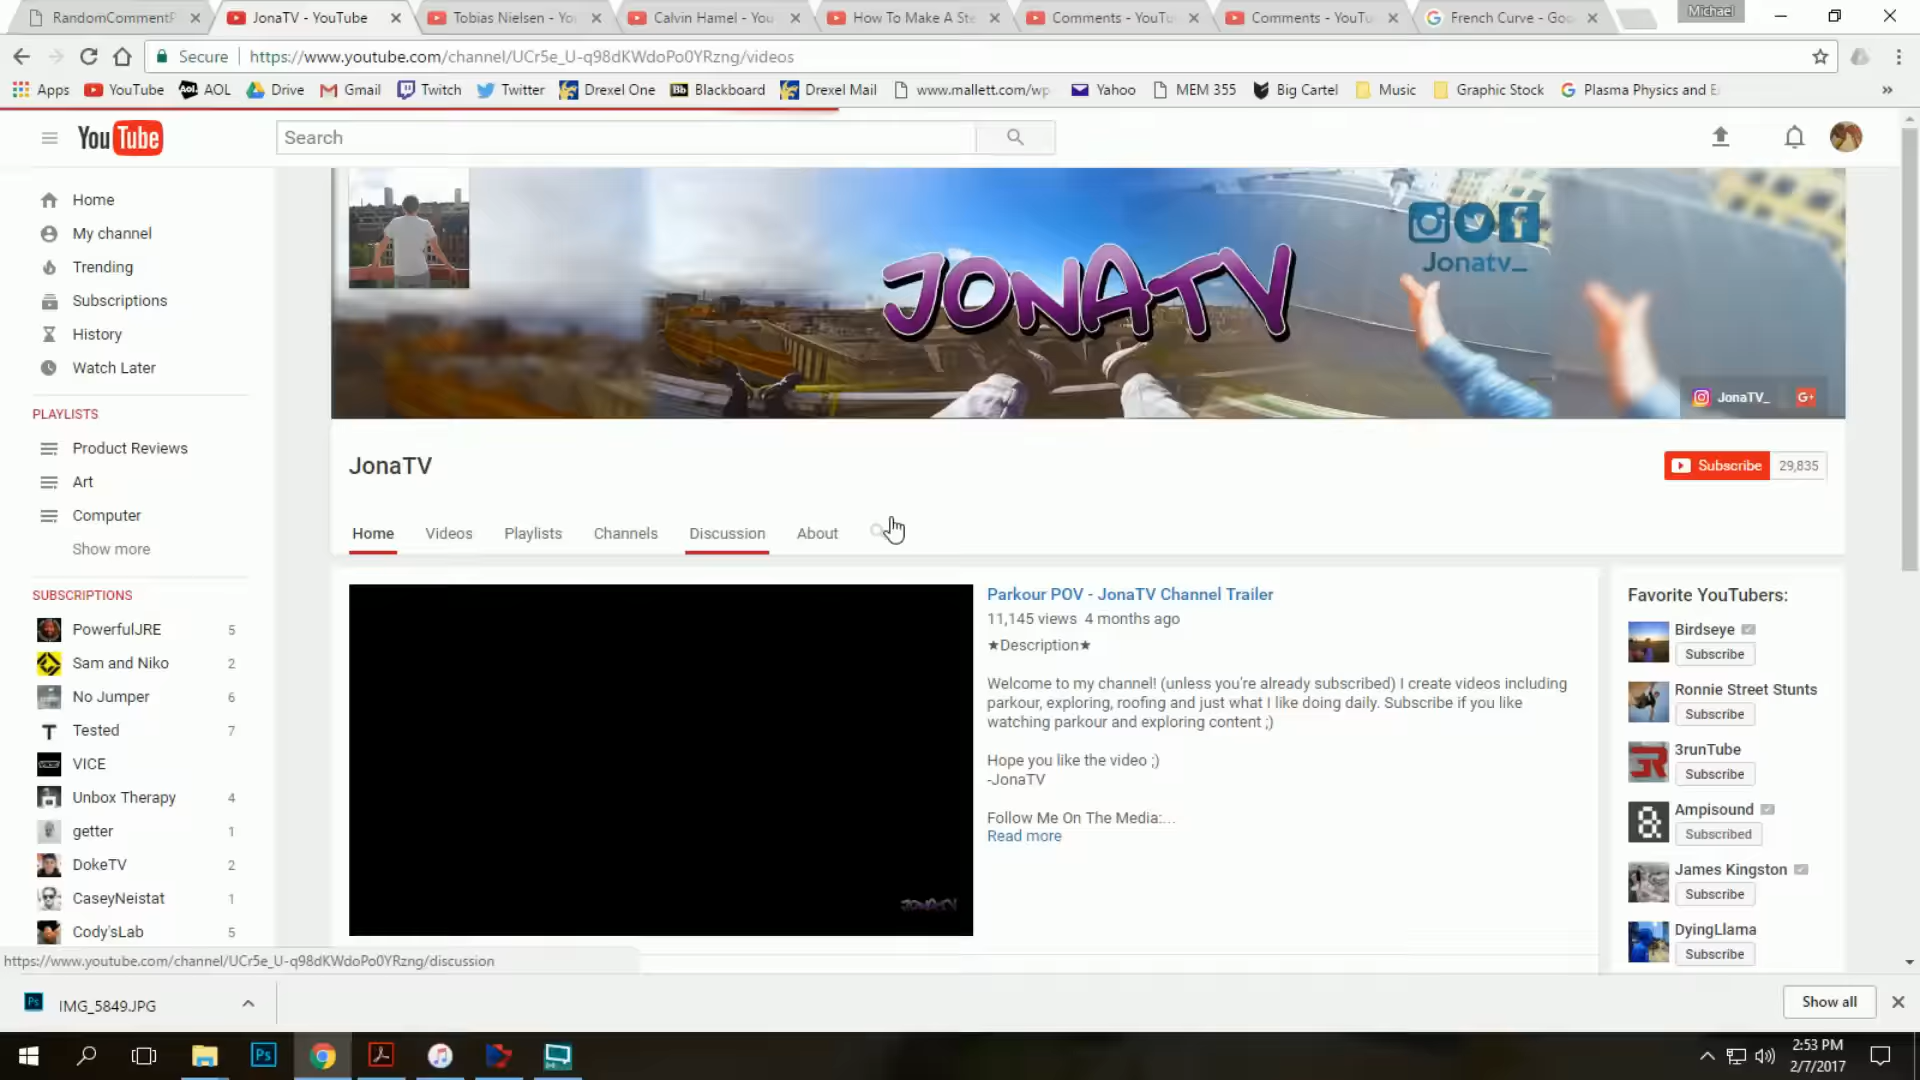 RandomCommentP
JonaTV - YouTube
Tobias Nielsen - Yo
Calvin Hamel - You
How To Make A Ste
Comments - YouTu
Comments - YouTu
French Curve - Goo
Michael
Secure
https://www.youtube.com/channel/UCr5e_U-q98dKWdoPo0YRzng/videos
Apps
YouTube
AOL
Drive
Gmail
Twitch
Twitter
Drexel One
Bb Blackboard
Drexel Mail
www.mallett.com/wp
Yahoo
MEM 355
Big Cartel
Music
Graphic Stock
Plasma Physics and E
YouTube
Search
Home
My channel
Trending
Subscriptions
History
Watch Later
PLAYLISTS
Product Reviews
Art
Computer
Show more
SUBSCRIPTIONS
PowerfulJRE 5
Sam and Niko 2
No Jumper 6
Tested 7
VICE
Unbox Therapy 4
getter 1
DokeTV 2
CaseyNeistat 1
Cody'sLab 5
JONATV
Jonatv_
JonaTV_
G+
JonaTV
Subscribe 29,835
Home Videos Playlists Channels Discussion About
JONATV
Parkour POV - JonaTV Channel Trailer
11,145 views 4 months ago
★Description★
Welcome to my channel! (unless you're already subscribed) I create videos including
parkour, exploring, roofing and just what I like doing daily. Subscribe if you like
watching parkour and exploring content ;)
Hope you like the video ;)
-JonaTV
Follow Me On The Media:...
Read more
Favorite YouTubers:
Birdseye
Subscribe
Ronnie Street Stunts
Subscribe
3R
3runTube
Subscribe
Ampisound
Subscribed
James Kingston
Subscribe
DyingLlama
Subscribe
https://www.youtube.com/channel/UCr5e_U-q98dKWdoPo0YRzng/discussion
Ps IMG_5849.JPG
Show all
Ps
2:53 PM
2/7/2017